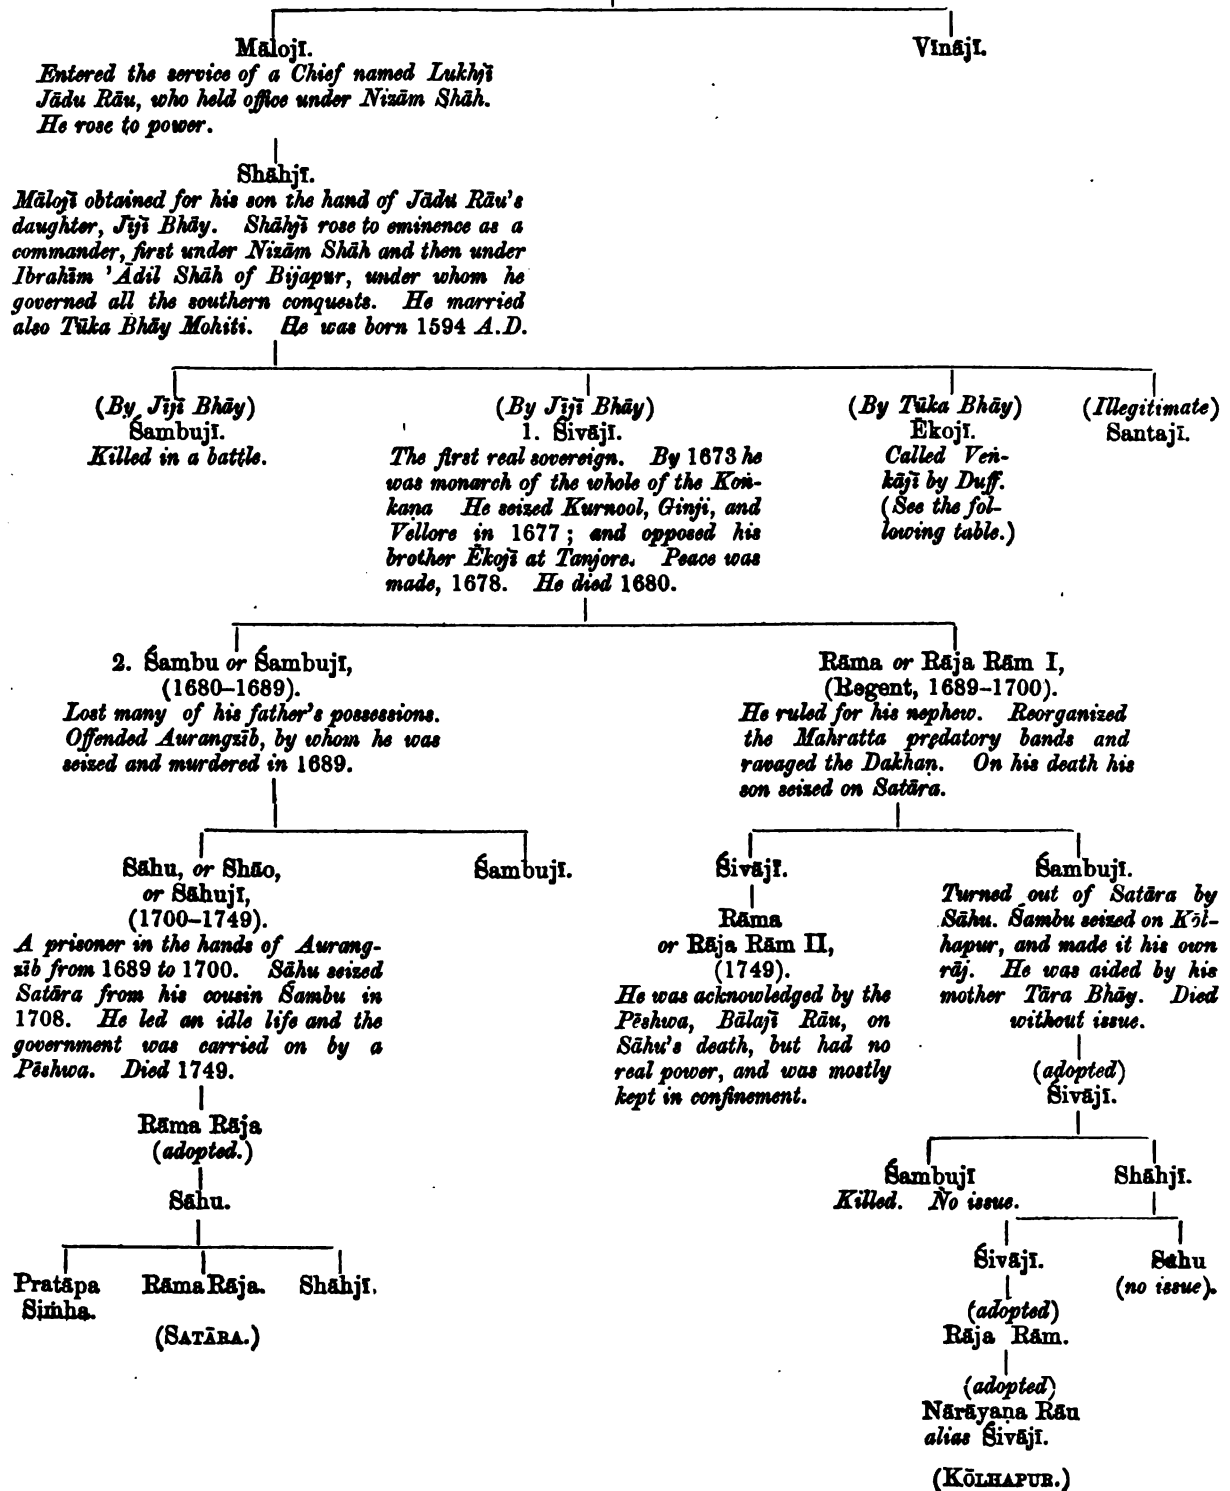 Mālojī.
Entered the service of a Chief named Lukhji
Jādu Rāu, who held office under Nizām Shāh.
He rose to power.
Vīnājī.
Shāhjī.
Mālojī obtained for his son the hand of Jādu Rāu's
daughter, Jījī Bhāy. Shāhjī rose to eminence as a
commander, first under Nizām Shāh and then under
Ibrahīm 'Ādil Shāh of Bijapur, under whom he
governed all the southern conquests. He married
also Tūka Bhāy Mohiti. He was born 1594 A.D.
(By Jījī Bhāy)
Śambujī.
Killed in a battle.
(By Jījī Bhāy)
1. Śivājī.
The first real sovereign. By 1673 he
was monarch of the whole of the Koṅ-
kaṇa He seized Kurnool, Ginji, and
Vellore in 1677; and opposed his
brother Ēkojī at Tanjore. Peace was
made, 1678. He died 1680.
(By Tūka Bhāy)
Ēkojī.
Called Veṅ-
kājī by Duff.
(See the fol-
lowing table.)
(Illegitimate)
Santajī.
2. Śambu or Śambujī,
(1680–1689).
Lost many of his father's possessions.
Offended Aurangzīb, by whom he was
seized and murdered in 1689.
Rāma or Rāja Rām I,
(Regent, 1689–1700).
He ruled for his nephew. Reorganized
the Mahratta predatory bands and
ravaged the Dakhaṇ. On his death his
son seized on Satāra.
Sāhu, or Shāo,
or Sāhujī,
(1700–1749).
A prisoner in the hands of Aurang-
zīb from 1689 to 1700. Sāhu seized
Satāra from his cousin Śambu in
1708. He led an idle life and the
government was carried on by a
Pēshwa. Died 1749.
Śambujī.
Śivājī.
Rāma
or Rāja Rām II,
(1749).
He was acknowledged by the
Pēshwa, Bālajī Rāu, on
Sāhu's death, but had no
real power, and was mostly
kept in confinement.
Śambujī.
Turned out of Satāra by
Sāhu. Śambu seized on Kōl-
hapur, and made it his own
rāj. He was aided by his
mother Tāra Bhāy. Died
without issue.
Rāma Rāja
(adopted.)
Sāhu.
Pratāpa
Siṁha.
Rāma Rāja.
Shāhjī.
(SATĀRA.)
(adopted)
Śivājī.
Śambujī
Killed. No issue.
Shāhjī.
Śivājī.
Sāhu
(no issue).
(adopted)
Rāja Rām.
(adopted)
Nārāyaṇa Rāu
alias Śivājī.
(KŌLHAPUR.)